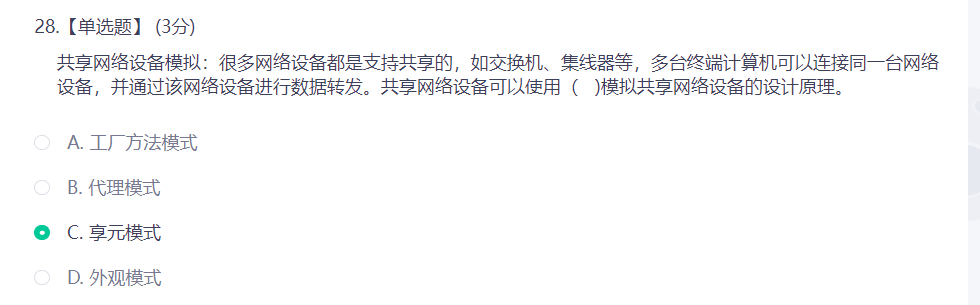 28.【单选题】 (3分)
共享网络设备模拟：很多网络设备都是支持共享的，如交换机、集线器等，多台终端计算机可以连接同一台网络
设备，并通过该网络设备进行数据转发。共享网络设备可以使用（ )模拟共享网络设备的设计原理。
A. 工厂方法模式
B. 代理模式
C. 享元模式
D. 外观模式